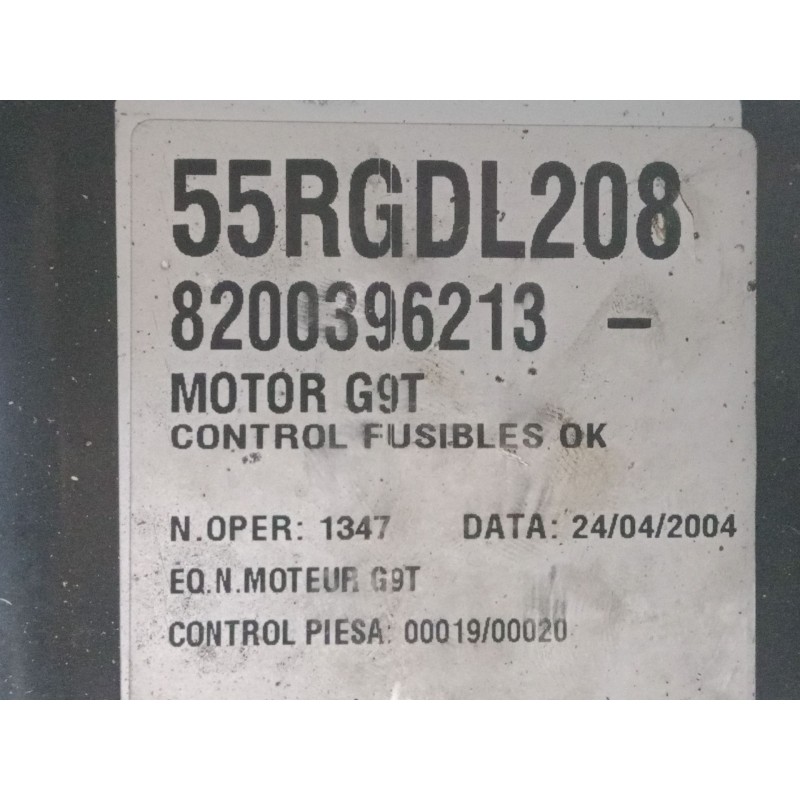 55RGDL208
8200396213 -
MOTOR G9T
CONTROL FUSIBLES OK
N.OPER: 1347 DATA: 24/04/2004
EQ.N.MOTEUR G9T
CONTROL PIESA: 00019/00020